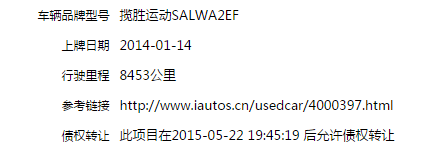 车辆品牌型号 揽胜运动SALWA2EF
上牌日期 2014-01-14
行驶里程 8453公里
参考链接 http://www.iautos.cn/usedcar/4000397.html
债权转让 此项目在2015-05-22 19:45:19 后允许债权转让